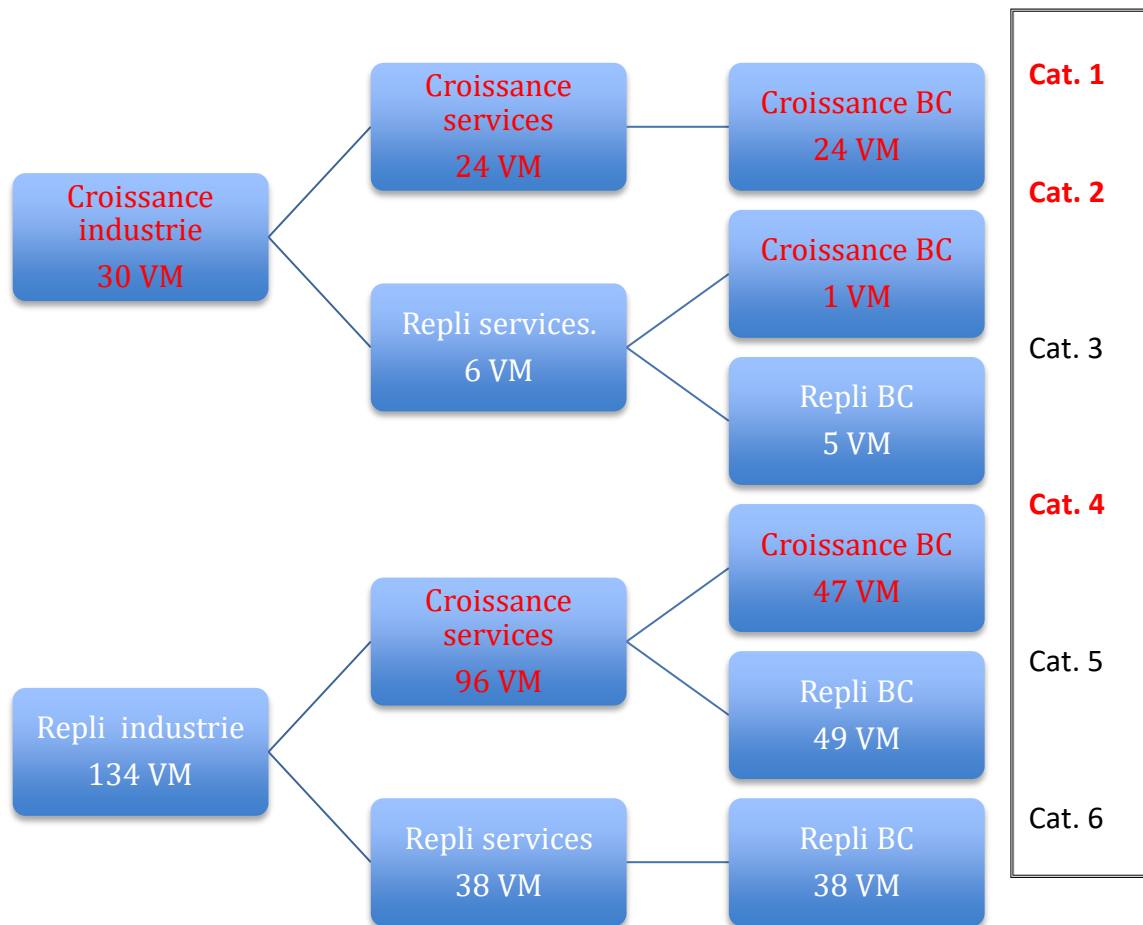 Croissance
industrie
30 VM
Repli  industrie
134 VM
Croissance
services
24 VM
Repli services.
6 VM
Croissance
services
96 VM
Repli services
38 VM
Croissance BC
24 VM
Croissance BC
1 VM
Repli BC
5 VM
Croissance BC
47 VM
Repli BC
49 VM
Repli BC
38 VM
Cat. 1
Cat. 2
Cat. 3
Cat. 4
Cat. 5
Cat. 6